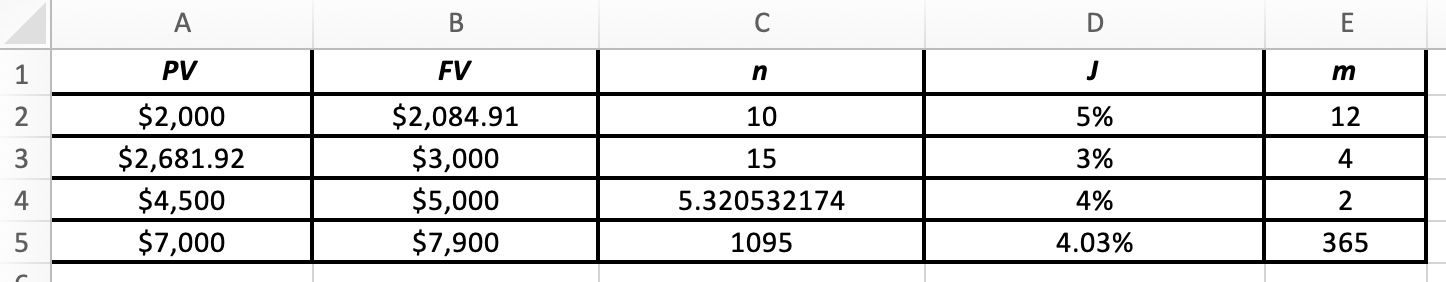 A B C D E
1 PV FV n J m
2 $2,000 $2,084.91 10 5% 12
3 $2,681.92 $3,000 15 3% 4
4 $4,500 $5,000 5.320532174 4% 2
5 $7,000 $7,900 1095 4.03% 365